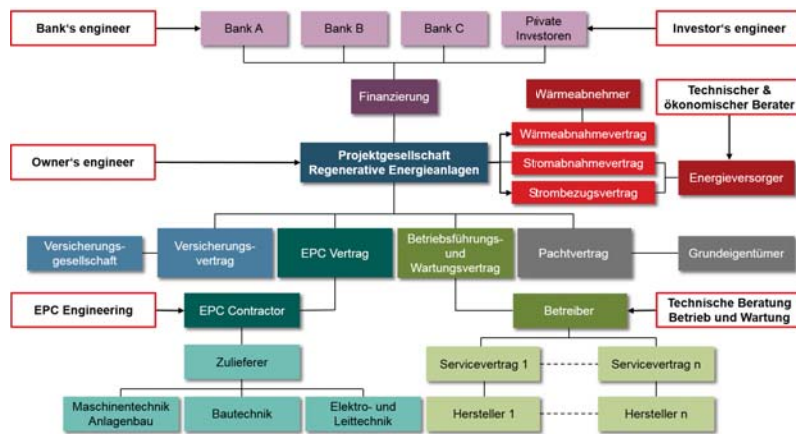 Bank's engineer
Bank A
Bank B
Bank C
Private
Investoren
Investor's engineer
Finanzierung
Wärmeabnehmer
Technischer &
ökonomischer Berater
Wärmeabnahmevertrag
Owner's engineer
Projektgesellschaft
Regenerative Energieanlagen
Stromabnahmevertrag
Energieversorger
Strombezugsvertrag
Versicherungs-
gesellschaft
Versicherungs-
vertrag
EPC Vertrag
Betriebsführungs-
und
Wartungsvertrag
Pachtvertrag
Grundeigentümer
EPC Engineering
EPC Contractor
Betreiber
Technische Beratung
Betrieb und Wartung
Zulieferer
Servicevertrag 1
Servicevertrag n
Maschinentechnik
Anlagenbau
Bautechnik
Elektro- und
Leittechnik
Hersteller 1
Hersteller n